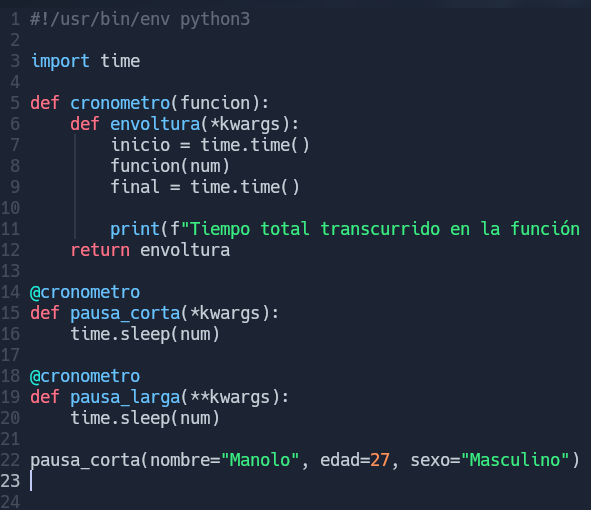 1 #!/usr/bin/env python3
2
3 import time
4
5 def cronometro(funcion):
6     def envoltura(*kwargs):
7         inicio = time.time()
8         funcion(num)
9         final = time.time()
10
11         print(f"Tiempo total transcurrido en la función
12     return envoltura
13
14 @cronometro
15 def pausa_corta(*kwargs):
16     time.sleep(num)
17
18 @cronometro
19 def pausa_larga(**kwargs):
20     time.sleep(num)
21
22 pausa_corta(nombre="Manolo", edad=27, sexo="Masculino")
23
24